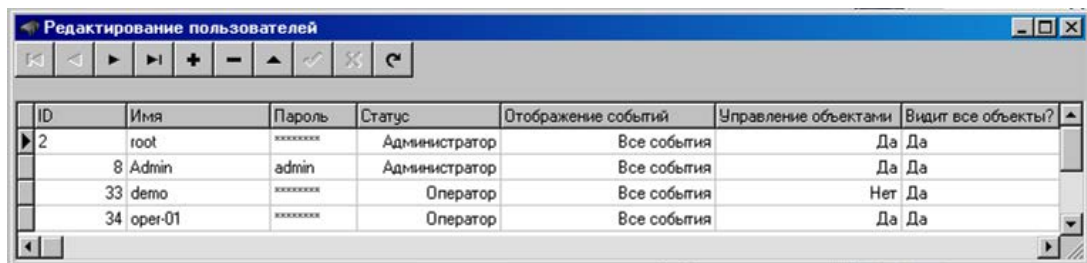 Редактирование пользователей
ID Имя Пароль Статус Отображение событий Управление объектами Видит все объекты?
2 root ******** Администратор Все события Да Да
8 Admin admin Администратор Все события Да Да
33 demo ******** Оператор Все события Нет Да
34 oper-01 ******** Оператор Все события Да Да